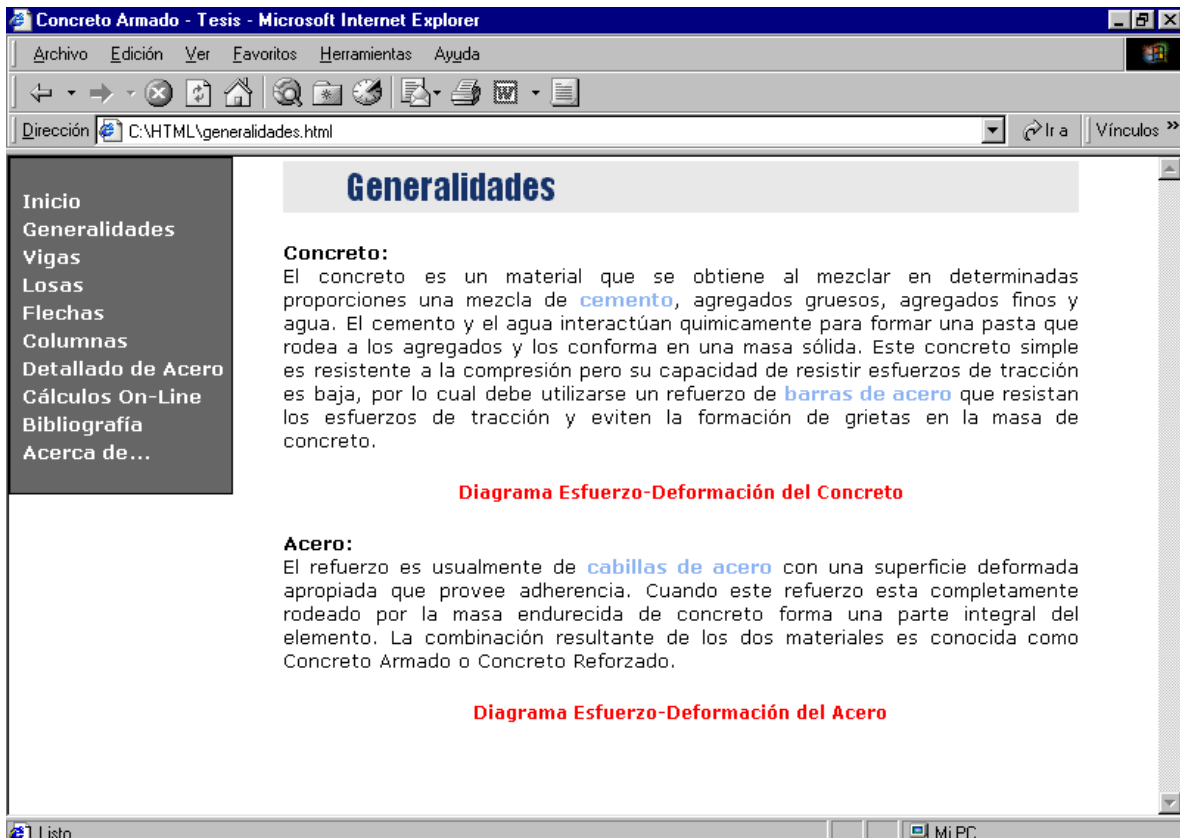 Concreto Armado - Tesis - Microsoft Internet Explorer
Archivo Edición Ver Favoritos Herramientas Ayuda
Dirección C:\HTML\generalidades.html Ir a Vínculos »
Inicio
Generalidades
Vigas
Losas
Flechas
Columnas
Detallado de Acero
Cálculos On-Line
Bibliografía
Acerca de...
Generalidades
Concreto:
El concreto es un material que se obtiene al mezclar en determinadas
proporciones una mezcla de cemento, agregados gruesos, agregados finos y
agua. El cemento y el agua interactúan quimicamente para formar una pasta que
rodea a los agregados y los conforma en una masa sólida. Este concreto simple
es resistente a la compresión pero su capacidad de resistir esfuerzos de tracción
es baja, por lo cual debe utilizarse un refuerzo de barras de acero que resistan
los esfuerzos de tracción y eviten la formación de grietas en la masa de
concreto.
Diagrama Esfuerzo-Deformación del Concreto
Acero:
El refuerzo es usualmente de cabillas de acero con una superficie deformada
apropiada que provee adherencia. Cuando este refuerzo esta completamente
rodeado por la masa endurecida de concreto forma una parte integral del
elemento. La combinación resultante de los dos materiales es conocida como
Concreto Armado o Concreto Reforzado.
Diagrama Esfuerzo-Deformación del Acero
Listo Mi PC